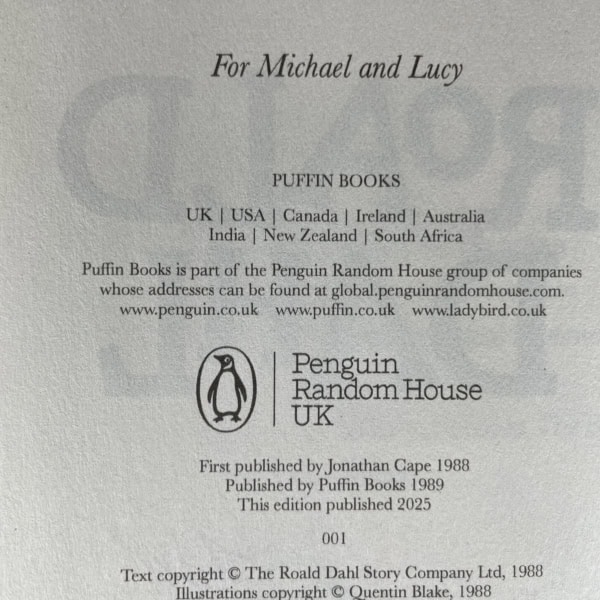 For Michael and Lucy
PUFFIN BOOKS
UK | USA | Canada | Ireland | Australia
India | New Zealand | South Africa
Puffin Books is part of the Penguin Random House group of companies
whose addresses can be found at global.penguinrandomhouse.com.
www.penguin.co.uk www.puffin.co.uk www.ladybird.co.uk
Penguin
Random House
UK
First published by Jonathan Cape 1988
Published by Puffin Books 1989
This edition published 2025
001
Text copyright © The Roald Dahl Story Company Ltd, 1988
Illustrations copyright © Quentin Blake, 1988